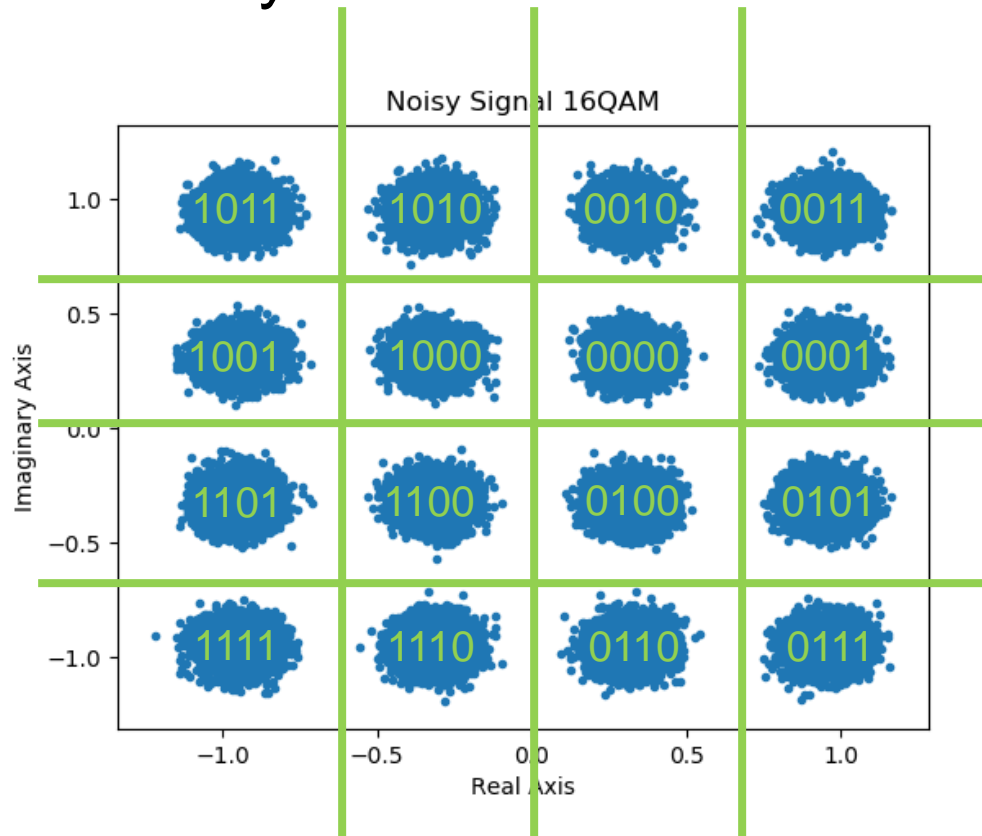 Noisy Signal 16QAM
1.0
1011 1010 0010 0011
0.5
1001 1000 0000 0001
0.0
Imaginary Axis
1101 1100 0100 0101
−0.5
1111 1110 0110 0111
−1.0
−1.0 −0.5 0.0 0.5 1.0
Real Axis